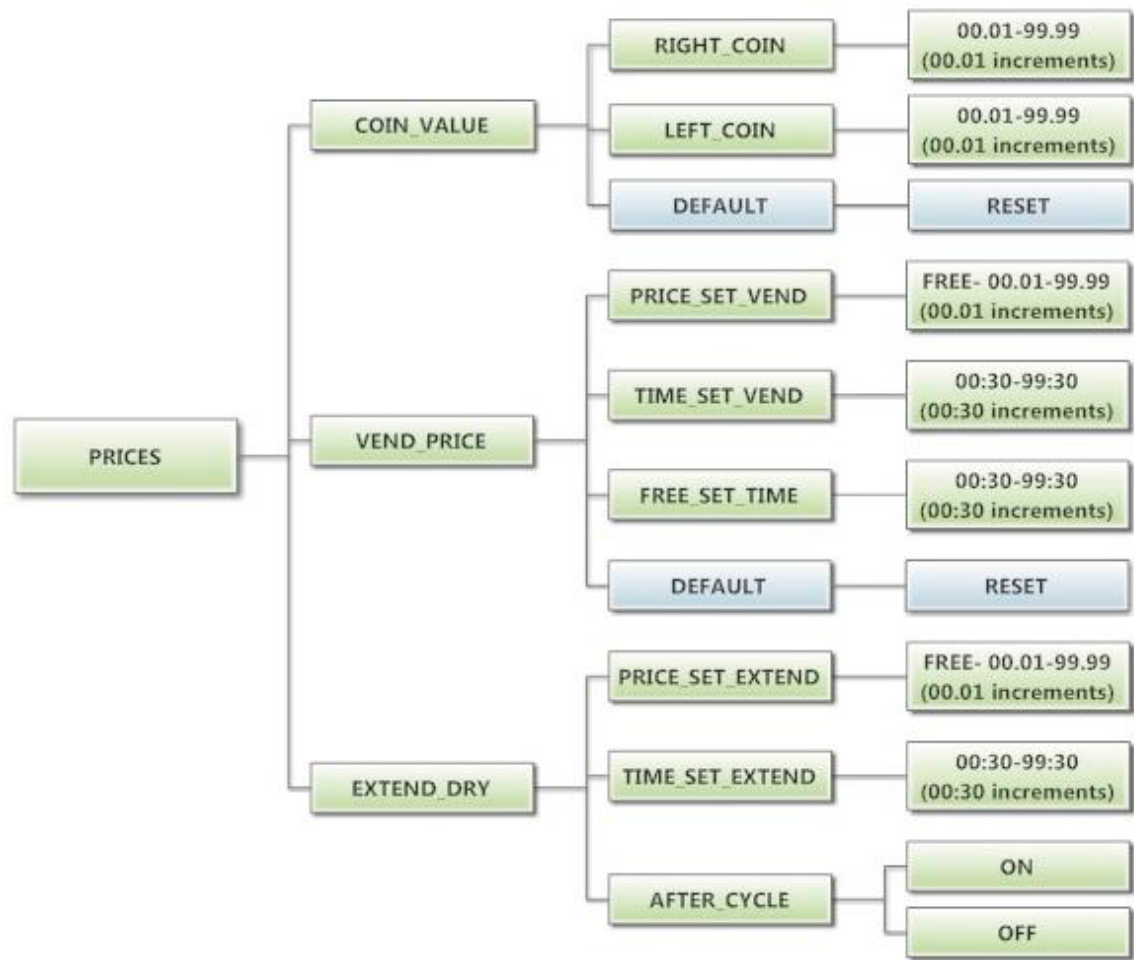 PRICES
COIN_VALUE
RIGHT_COIN
00.01-99.99
(00.01 increments)
LEFT_COIN
00.01-99.99
(00.01 increments)
DEFAULT
RESET
VEND_PRICE
PRICE_SET_VEND
FREE- 00.01-99.99
(00.01 increments)
TIME_SET_VEND
00:30-99:30
(00:30 increments)
FREE_SET_TIME
00:30-99:30
(00:30 increments)
DEFAULT
RESET
EXTEND_DRY
PRICE_SET_EXTEND
FREE- 00.01-99.99
(00.01 increments)
TIME_SET_EXTEND
00:30-99:30
(00:30 increments)
AFTER_CYCLE
ON
OFF